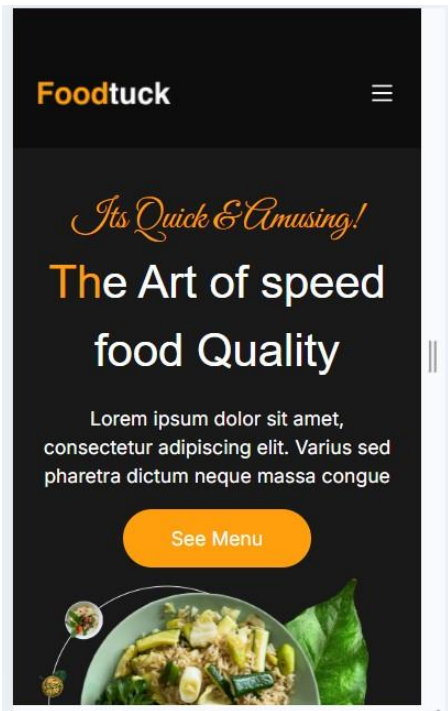 Foodtuck
Its Quick & Amusing!
The Art of speed
food Quality
Lorem ipsum dolor sit amet,
consectetur adipiscing elit. Varius sed
pharetra dictum neque massa congue
See Menu